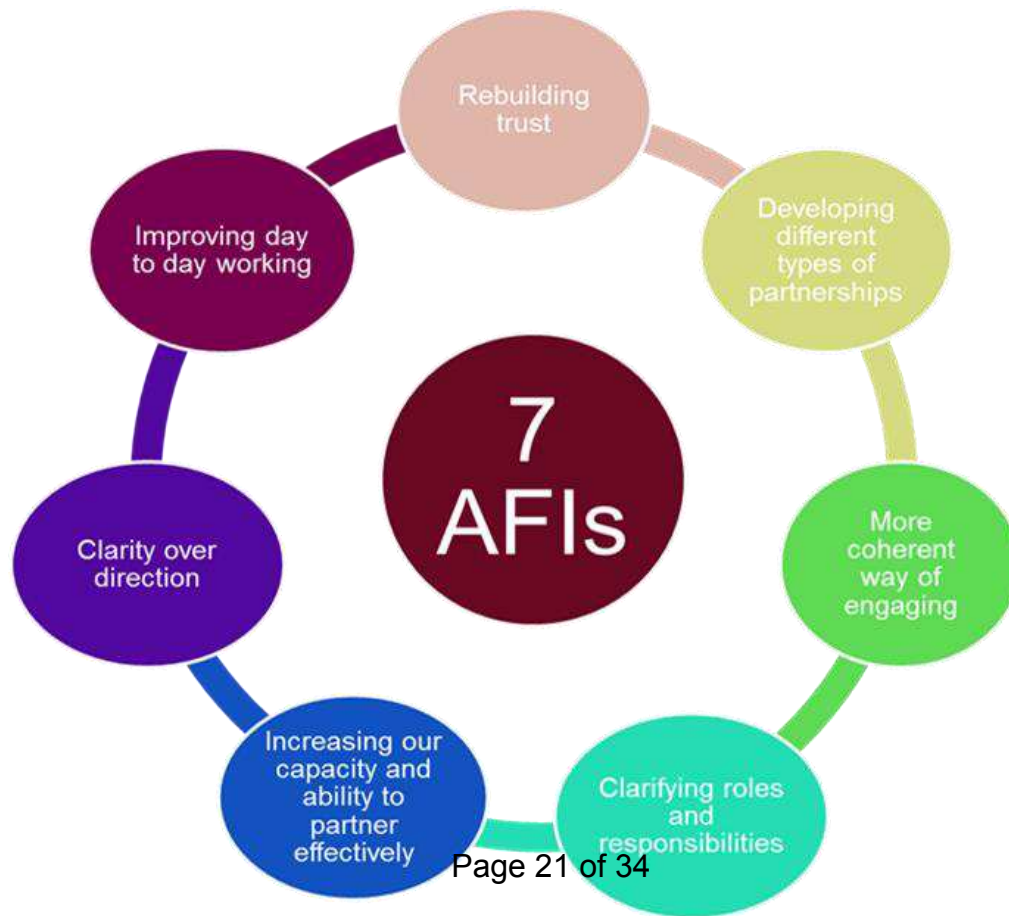 Rebuilding
trust
Developing
different
types of
partnerships
More
coherent
way of
engaging
Clarifying roles
and
responsibilities
Increasing our
capacity and
ability to
partner
effectively
Clarity over
direction
Improving day
to day working
7
AFIs
Page 21 of 34